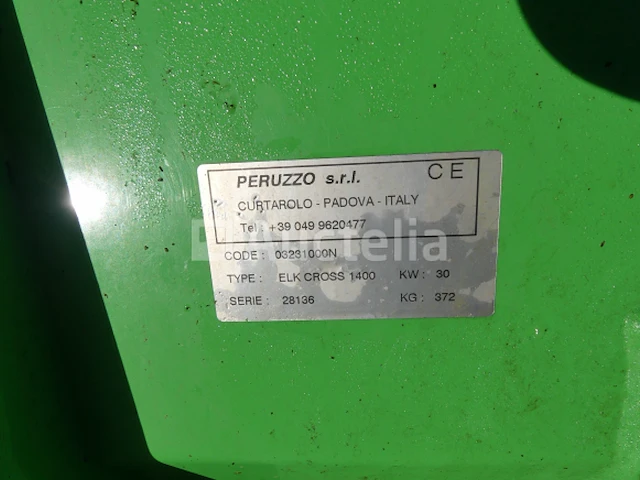 PERUZZO s.r.l. CE
CURTAROLO - PADOVA - ITALY
Tel : +39 049 9620477
Auctelia
CODE : 03231000N
TYPE : ELK CROSS 1400 KW : 30
SERIE : 28136 KG : 372